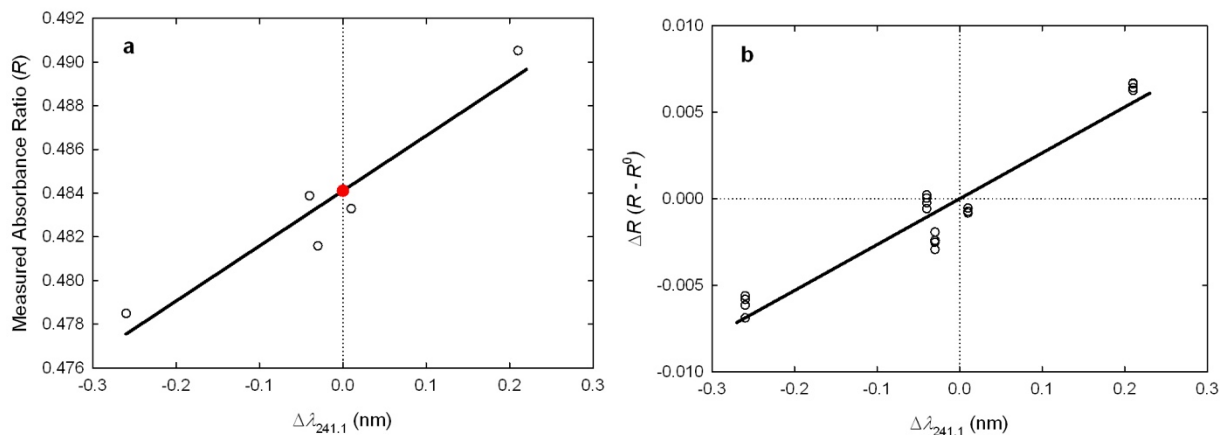 a
Measured Absorbance Ratio (R)
0.492
0.490
0.488
0.486
0.484
0.482
0.480
0.478
0.476
-0.3 -0.2 -0.1 0.0 0.1 0.2 0.3
Δλ241.1 (nm)
b
ΔR (R - R⁰)
0.010
0.005
0.000
-0.005
-0.010
-0.3 -0.2 -0.1 0.0 0.1 0.2 0.3
Δλ241.1 (nm)